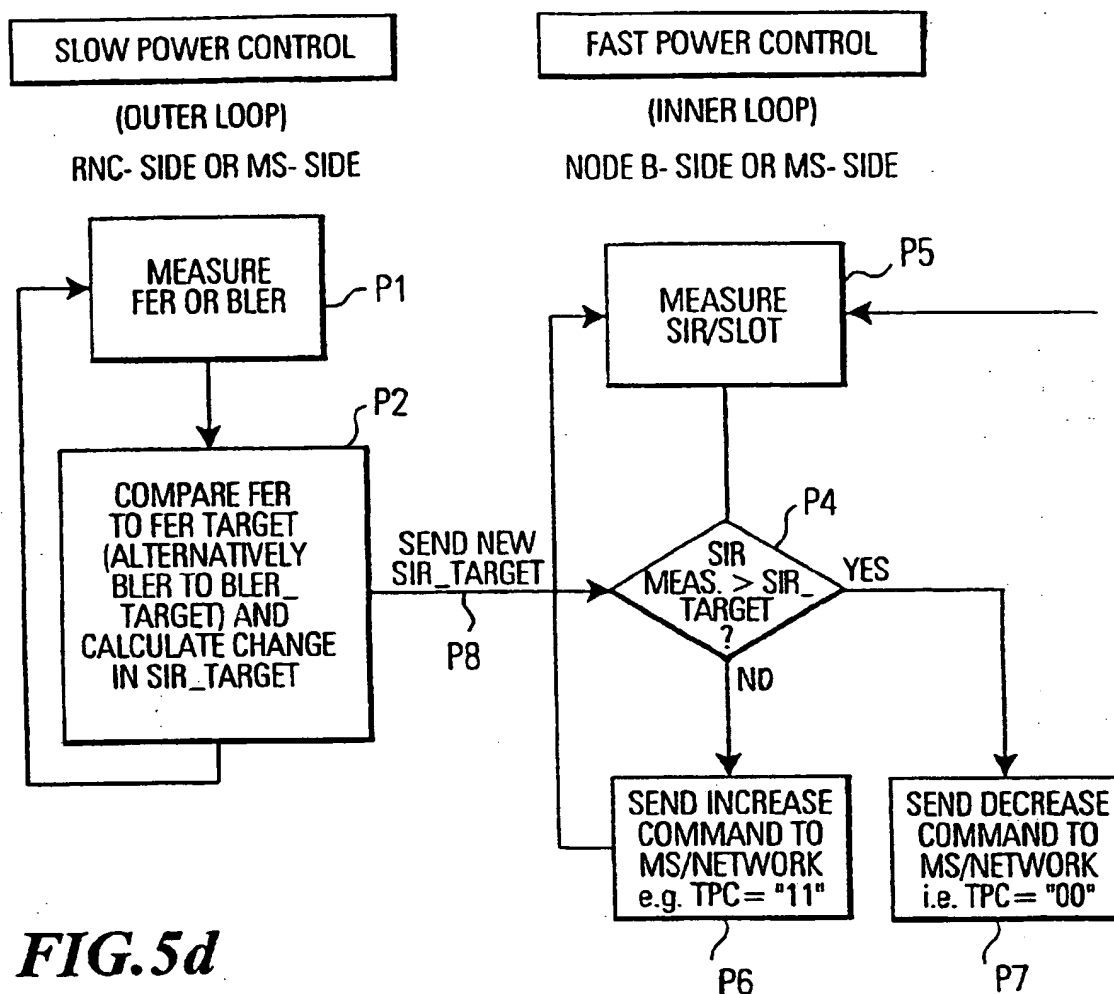 SLOW POWER CONTROL
(OUTER LOOP)
RNC- SIDE OR MS- SIDE
MEASURE
FER OR BLER
P1
P2
COMPARE FER
TO FER TARGET
(ALTERNATIVELY
BLER TO BLER_
TARGET) AND
CALCULATE CHANGE
IN SIR_TARGET
SEND NEW
SIR_TARGET
P8
FAST POWER CONTROL
(INNER LOOP)
NODE B- SIDE OR MS- SIDE
P5
MEASURE
SIR/SLOT
P4
SIR
MEAS. > SIR_
TARGET
?
YES
NO
SEND INCREASE
COMMAND TO
MS/NETWORK
e.g. TPC = "11"
P6
SEND DECREASE
COMMAND TO
MS/NETWORK
i.e. TPC = "00"
P7
FIG.5d